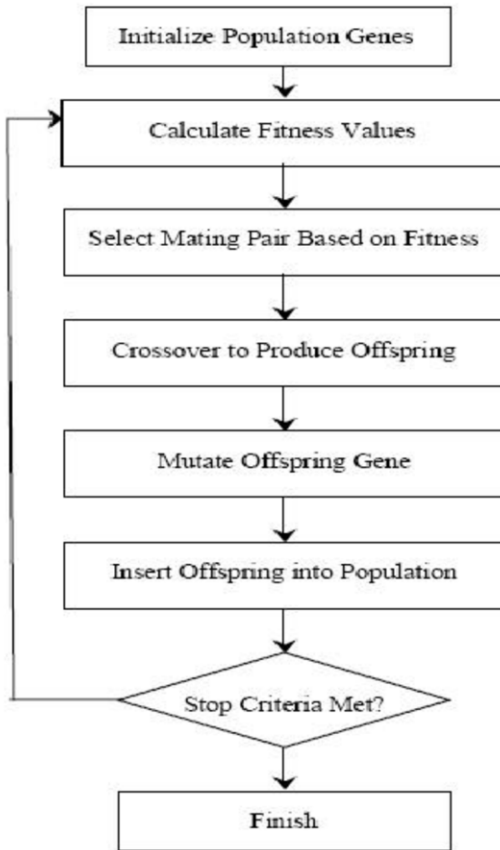 Initialize Population Genes
Calculate Fitness Values
Select Mating Pair Based on Fitness
Crossover to Produce Offspring
Mutate Offspring Gene
Insert Offspring into Population
Stop Criteria Met?
Finish